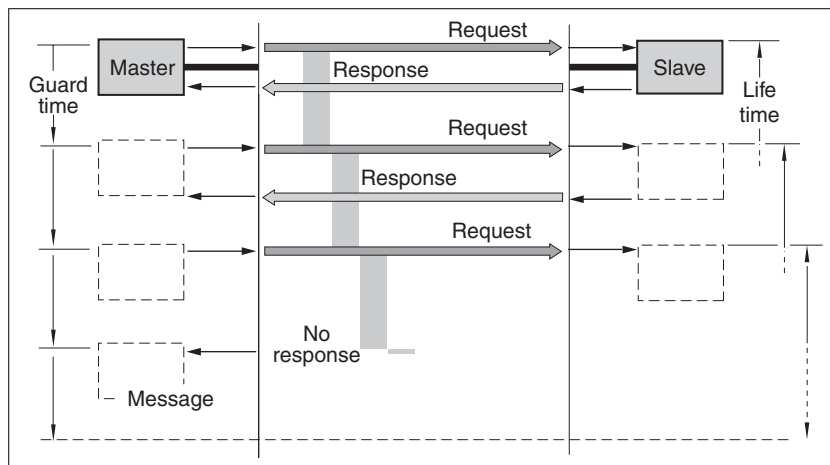 Request
Master
Slave
Response
Guard
time
Life
time
Request
Response
Request
No
response
Message